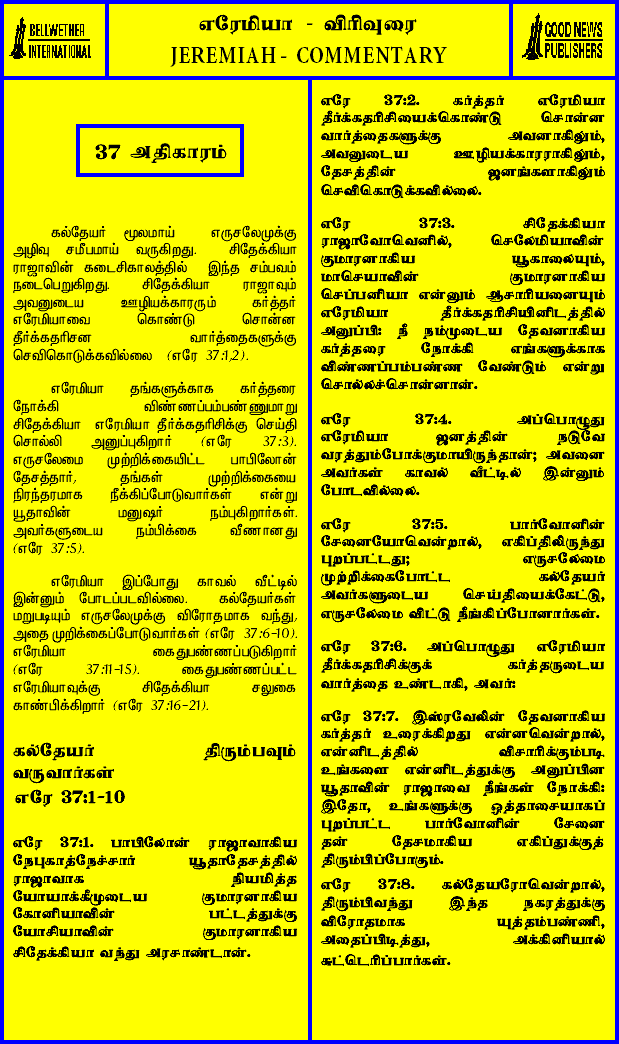 BELLWETHER
INTERNATIONAL
எரேமியா - விரிவுரை
JEREMIAH - COMMENTARY
GOOD NEWS
PUBLISHERS
37 அதிகாரம்
கல்தேயர் மூலமாய் எருசலேமுக்கு
அழிவு சமீபமாய் வருகிறது. சிதேக்கியா
ராஜாவின் கடைசிகாலத்தில் இந்த சம்பவம்
நடைபெறுகிறது. சிதேக்கியா ராஜாவும்
அவனுடைய ஊழியக்காரரும் கர்த்தர்
எரேமியாவை கொண்டு சொன்ன
தீர்க்கதரிசன வார்த்தைகளுக்கு
செவிகொடுக்கவில்லை (எரே 37:1,2).
எரேமியா தங்களுக்காக கர்த்தரை
நோக்கி விண்ணப்பம்பண்ணுமாறு
சிதேக்கியா எரேமியா தீர்க்கதரிசிக்கு செய்தி
சொல்லி அனுப்புகிறார் (எரே 37:3).
எருசலேமை முற்றிக்கையிட்ட பாபிலோன்
தேசத்தார், தங்கள் முற்றிக்கையை
நிரந்தரமாக நீக்கிப்போடுவார்கள் என்று
யூதாவின் மனுஷர் நம்புகிறார்கள்.
அவர்களுடைய நம்பிக்கை வீணானது
(எரே 37:5).
எரேமியா இப்போது காவல் வீட்டில்
இன்னும் போடப்படவில்லை. கல்தேயர்கள்
மறுபடியும் எருசலேமுக்கு விரோதமாக வந்து,
அதை முறிக்கைப்போடுவார்கள் (எரே 37:6-10).
எரேமியா கைதுபண்ணப்படுகிறார்
(எரே 37:11-15). கைதுபண்ணப்பட்ட
எரேமியாவுக்கு சிதேக்கியா சலுகை
காண்பிக்கிறார் (எரே 37:16-21).
கல்தேயர் திரும்பவும்
வருவார்கள்
எரே 37:1-10
எரே 37:1. பாபிலோன் ராஜாவாகிய
நேபுகாத்நேச்சார் யூதாதேசத்தில்
ராஜாவாக நியமித்த
யோயாக்கீமுடைய குமாரனாகிய
கோனியாவின் பட்டத்துக்கு
யோசியாவின் குமாரனாகிய
சிதேக்கியா வந்து அரசாண்டான்.
எரே 37:2. கர்த்தர் எரேமியா
தீர்க்கதரிசியைக்கொண்டு சொன்ன
வார்த்தைகளுக்கு அவனாகிலும்,
அவனுடைய ஊழியக்காரராகிலும்,
தேசத்தின் ஜனங்களாகிலும்
செவிகொடுக்கவில்லை.
எரே 37:3. சிதேக்கியா
ராஜாவோவெனில், செலேமியாவின்
குமாரனாகிய யூகாலையும்,
மாசெயாவின் குமாரனாகிய
செப்பனியா என்னும் ஆசாரியனையும்
எரேமியா தீர்க்கதரிசியினிடத்தில்
அனுப்பி: நீ நம்முடைய தேவனாகிய
கர்த்தரை நோக்கி எங்களுக்காக
விண்ணப்பம்பண்ண வேண்டும் என்று
சொல்லச்சொன்னான்.
எரே 37:4. அப்பொழுது
எரேமியா ஜனத்தின் நடுவே
வரத்தும்போக்குமாயிருந்தான்; அவனை
அவர்கள் காவல் வீட்டில் இன்னும்
போடவில்லை.
எரே 37:5. பார்வோனின்
சேனையோவென்றால், எகிப்திலிருந்து
புறப்பட்டது; எருசலேமை
முற்றிக்கைபோட்ட கல்தேயர்
அவர்களுடைய செய்தியைக்கேட்டு,
எருசலேமை விட்டு நீங்கிப்போனார்கள்.
எரே 37:6. அப்பொழுது எரேமியா
தீர்க்கதரிசிக்குக் கர்த்தருடைய
வார்த்தை உண்டாகி, அவர்:
எரே 37:7. இஸ்ரவேலின் தேவனாகிய
கர்த்தர் உரைக்கிறது என்னவென்றால்,
என்னிடத்தில் விசாரிக்கும்படி
உங்களை என்னிடத்துக்கு அனுப்பின
யூதாவின் ராஜாவை நீங்கள் நோக்கி:
இதோ, உங்களுக்கு ஒத்தாசையாகப்
புறப்பட்ட பார்வோனின் சேனை
தன் தேசமாகிய எகிப்துக்குத்
திரும்பிப்போகும்.
எரே 37:8. கல்தேயரோவென்றால்,
திரும்பிவந்து இந்த நகரத்துக்கு
விரோதமாக யுத்தம்பண்ணி,
அதைப்பிடித்து, அக்கினியால்
சுட்டெரிப்பார்கள்.